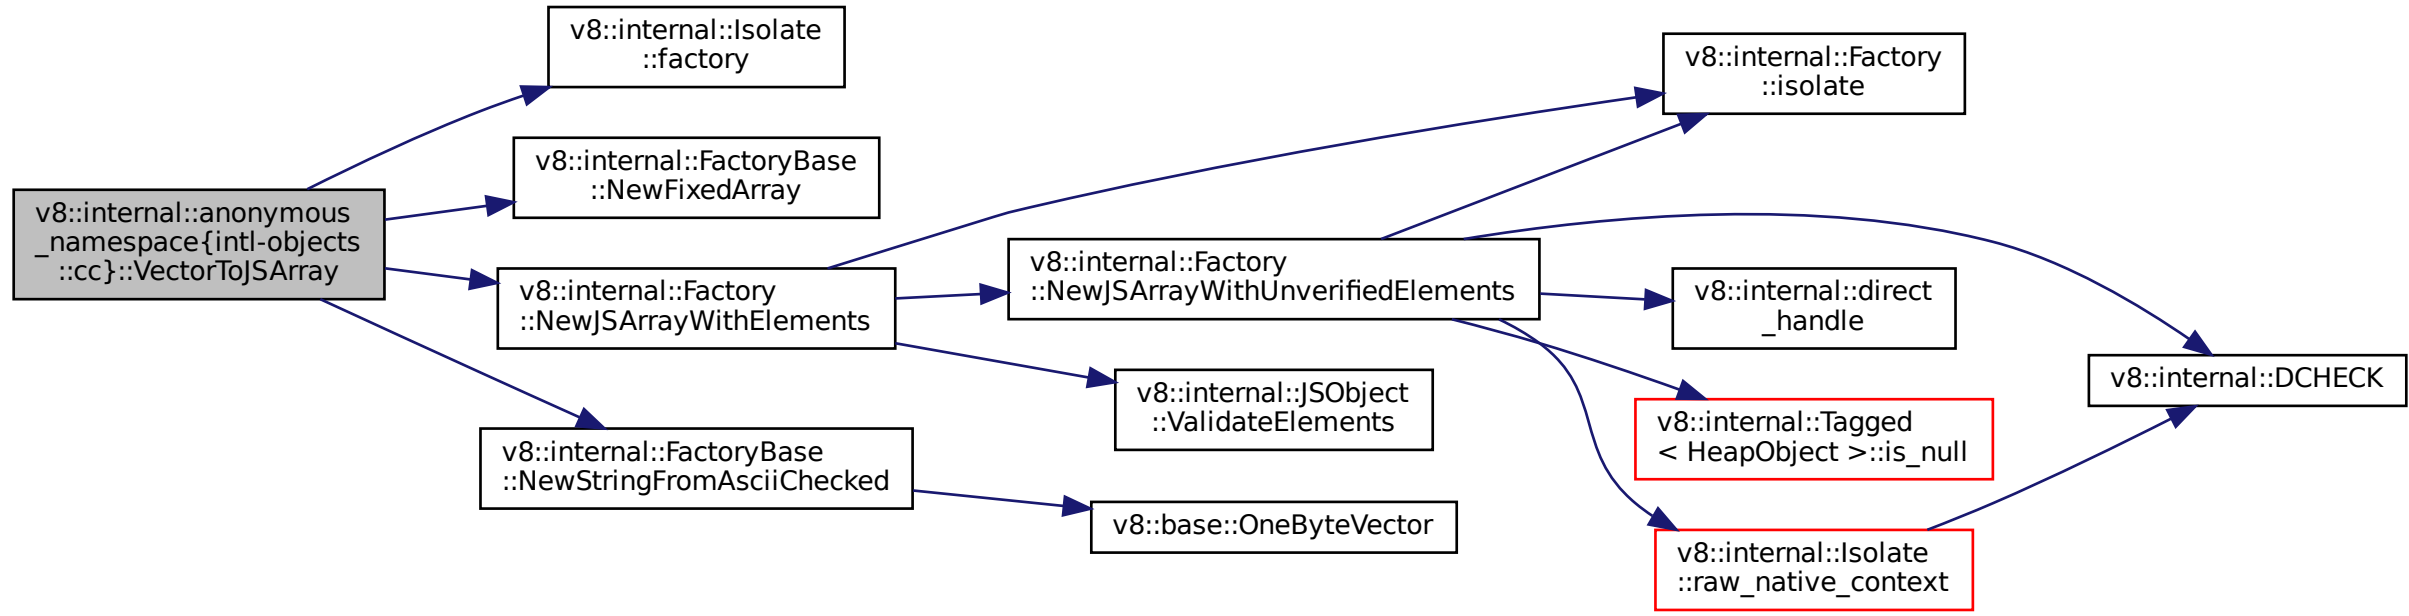 v8::internal::anonymous
_namespace{intl-objects
::cc}::VectorToJSArray
v8::internal::Isolate
::factory
v8::internal::FactoryBase
::NewFixedArray
v8::internal::Factory
::NewJSArrayWithElements
v8::internal::FactoryBase
::NewStringFromAsciiChecked
v8::internal::Factory
::NewJSArrayWithUnverifiedElements
v8::internal::JSObject
::ValidateElements
v8::base::OneByteVector
v8::internal::Factory
::isolate
v8::internal::direct
_handle
v8::internal::Tagged
< HeapObject >::is_null
v8::internal::Isolate
::raw_native_context
v8::internal::DCHECK